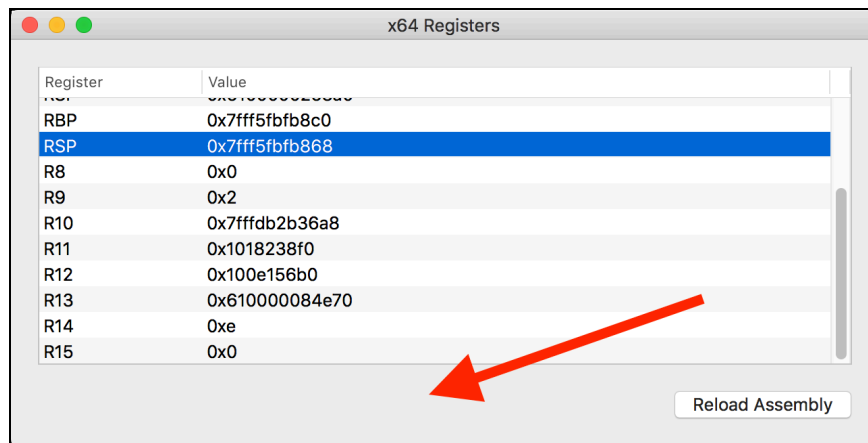 x64 Registers
Register Value
RBP 0x7fff5fbfb8c0
RSP 0x7fff5fbfb868
R8 0x0
R9 0x2
R10 0x7fffdb2b36a8
R11 0x1018238f0
R12 0x100e156b0
R13 0x610000084e70
R14 0xe
R15 0x0
Reload Assembly